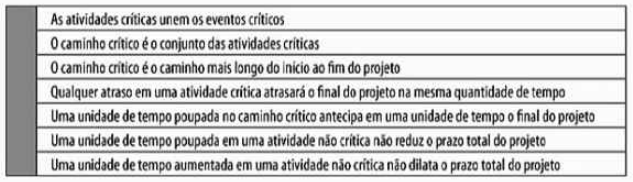 As atividades críticas unem os eventos críticos
O caminho crítico é o conjunto das atividades críticas
O caminho crítico é o caminho mais longo do início ao fim do projeto
Qualquer atraso em uma atividade crítica atrasará o final do projeto na mesma quantidade de tempo
Uma unidade de tempo poupada no caminho crítico antecipa em uma unidade de tempo o final do projeto
Uma unidade de tempo poupada em uma atividade não crítica não reduz o prazo total do projeto
Uma unidade de tempo aumentada em uma atividade não crítica não dilata o prazo total do projeto